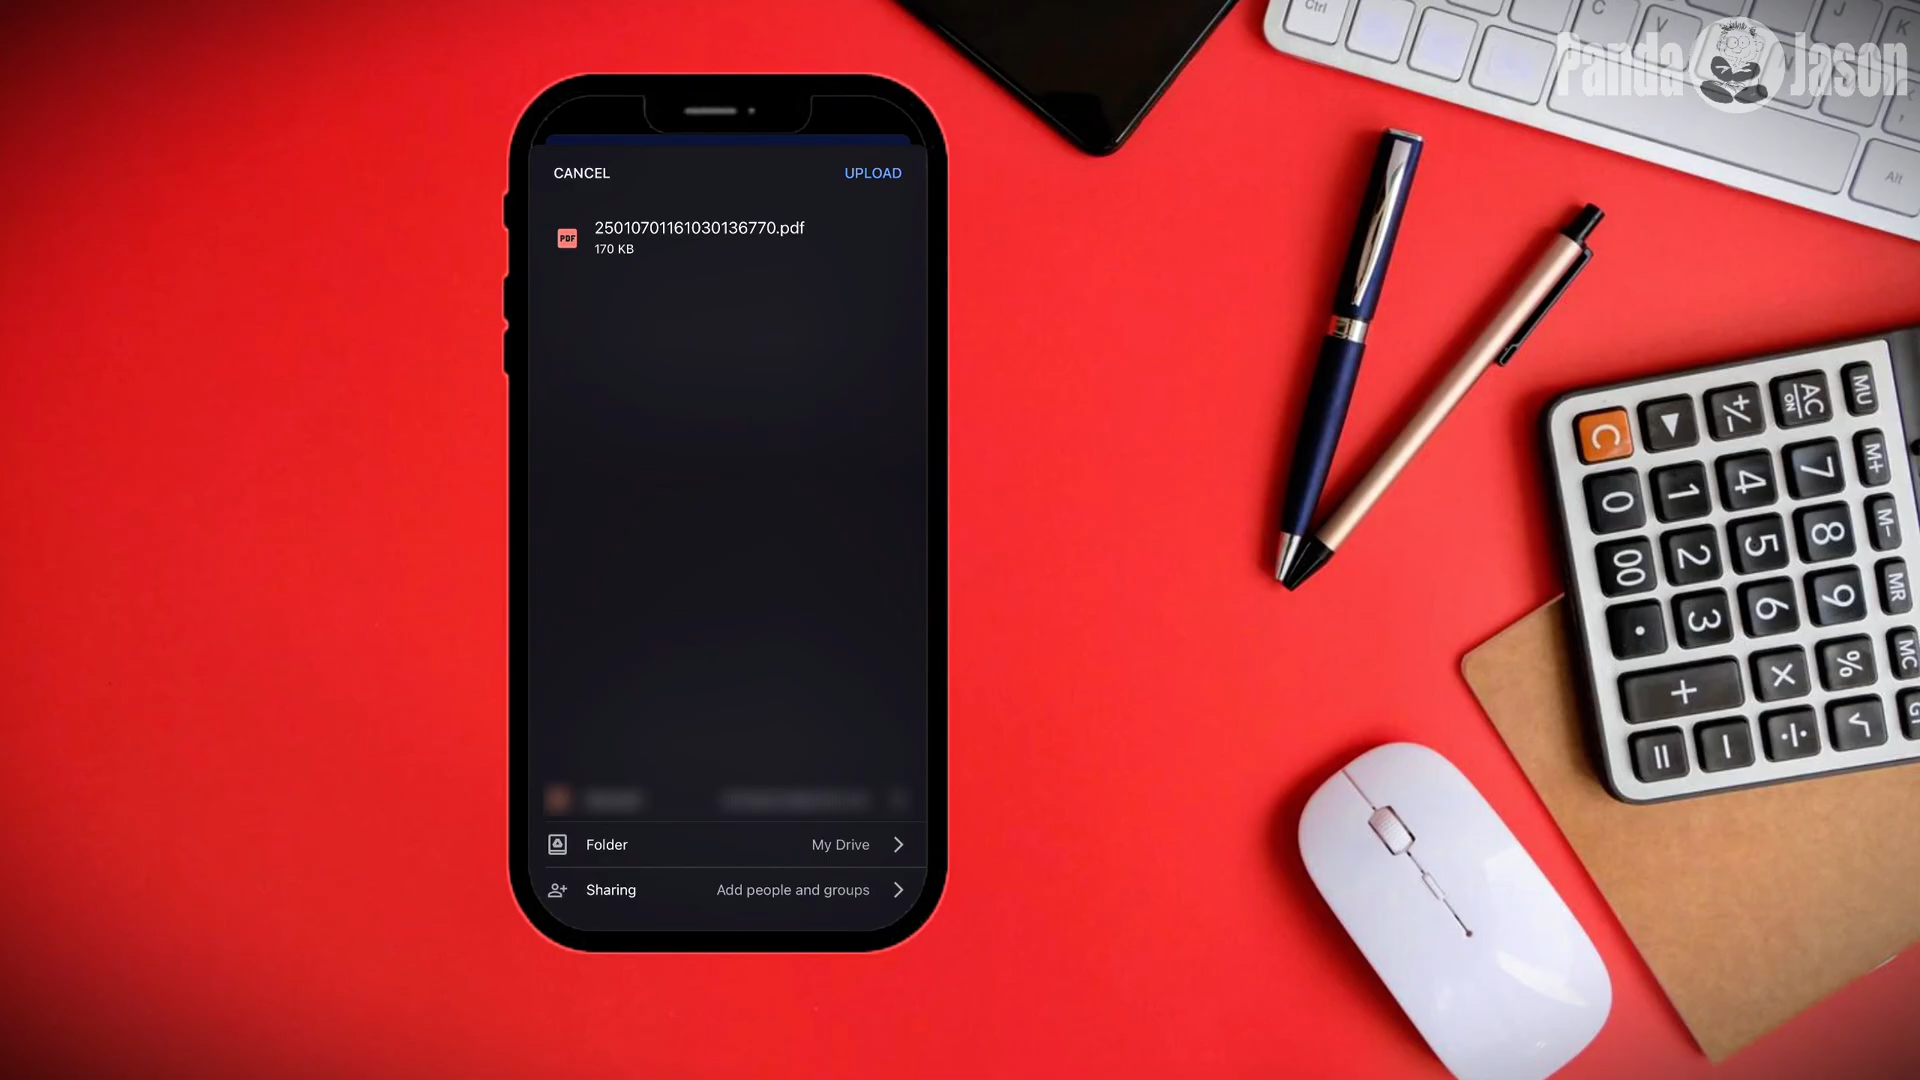 Panda Jason
CANCEL
UPLOAD
PDF
25010701161030136770.pdf
170 KB
Folder
My Drive
Sharing
Add people and groups
Ctrl
C
V
J
K
Alt
C
▶
+/-
AC
ON
MU
0
1
4
7
M+
00
2
5
8
M-
.
3
6
9
MR
+
×
%
MC
=
-
÷
√